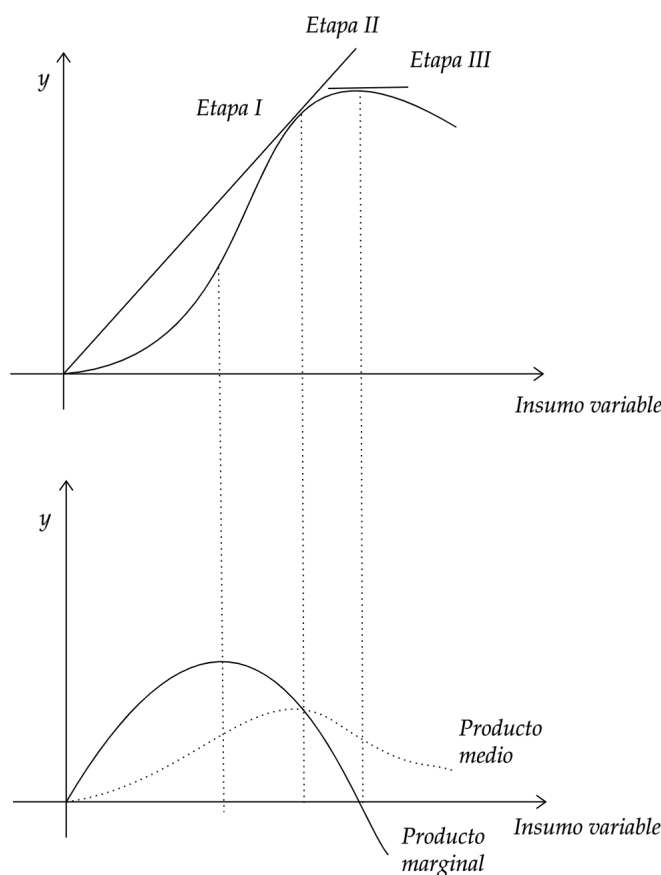 Etapa II
Etapa III
y
Etapa I
Insumo variable
y
Producto
medio
Insumo variable
Producto
marginal